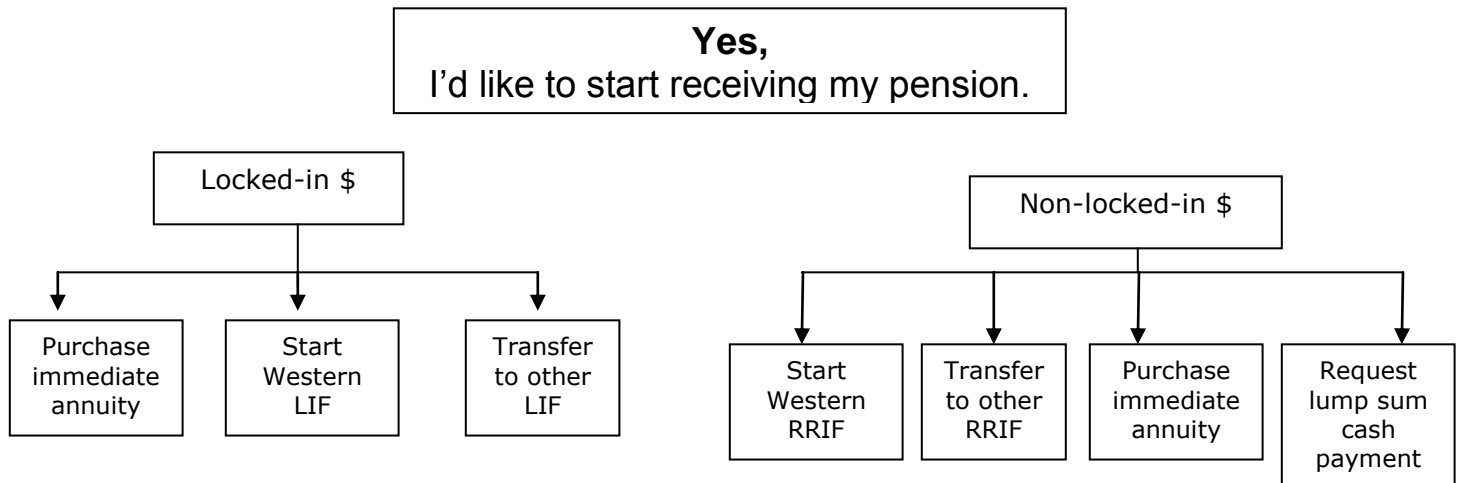 Yes,
I'd like to start receiving my pension.
Locked-in $
Non-locked-in $
Purchase
immediate
annuity
Start
Western
LIF
Transfer
to other
LIF
Start
Western
RRIF
Transfer
to other
RRIF
Purchase
immediate
annuity
Request
lump sum
cash
payment